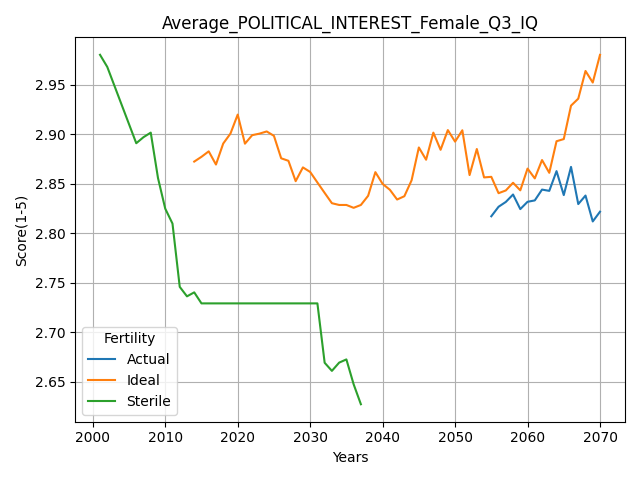 Average_POLITICAL_INTEREST_Female_Q3_IQ
Score(1-5)
2.95
2.90
2.85
2.80
2.75
2.70
2.65
Fertility
Actual
Ideal
Sterile
2000 2010 2020 2030 2040 2050 2060 2070
Years